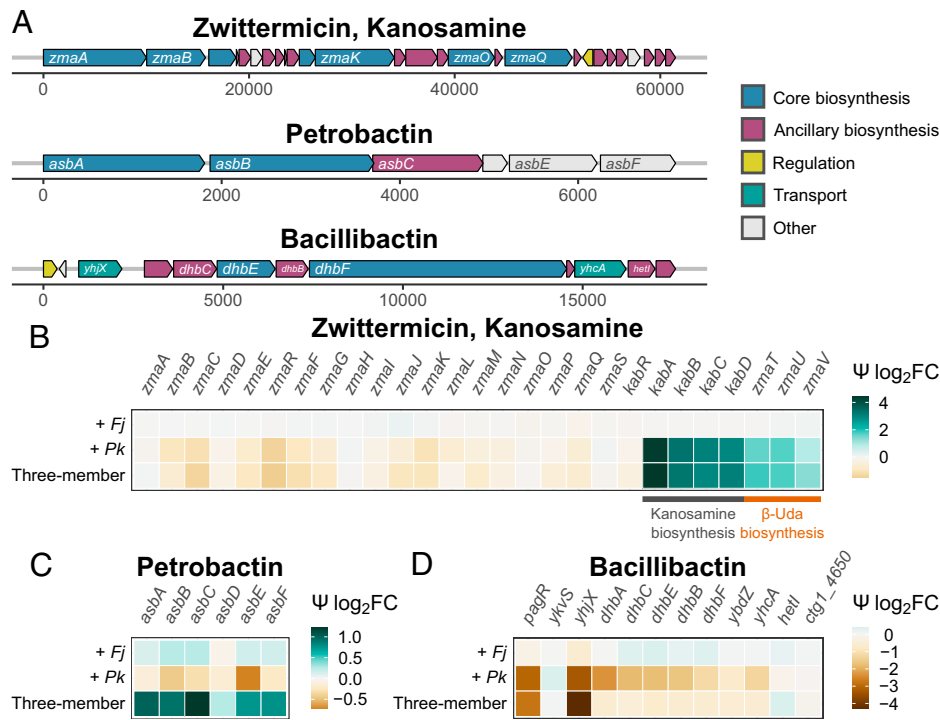 A
Zwittermicin, Kanosamine
zmaA zmaB zmaK zmaO zmaQ
0 20000 40000 60000
Petrobactin
asbA asbB asbC asbE asbF
0 2000 4000 6000
Bacillibactin
yhjX dhbC dhbE dhbB dhbF yhcA hetI
0 5000 10000 15000
Core biosynthesis
Ancillary biosynthesis
Regulation
Transport
Other
B
Zwittermicin, Kanosamine
zmaA zmaB zmaC zmaD zmaE zmaR zmaF zmaG zmaH zmaI zmaJ zmaK zmaL zmaM zmaN zmaO zmaP zmaQ zmaS kabR kabA kabB kabC kabD zmaT zmaU zmaV
+ Fj
+ Pk
Three-member
Kanosamine
biosynthesis
β-Uda
biosynthesis
Ψ log₂FC
4
2
0
C
Petrobactin
asbA asbB asbC asbD asbE asbF
+ Fj
+ Pk
Three-member
Ψ log₂FC
1.0
0.5
0.0
−0.5
D
Bacillibactin
pagR ykvS yhjX dhbA dhbC dhbE dhbB dhbF ybdZ yhcA hetI ctg1_4650
+ Fj
+ Pk
Three-member
Ψ log₂FC
0
−1
−2
−3
−4